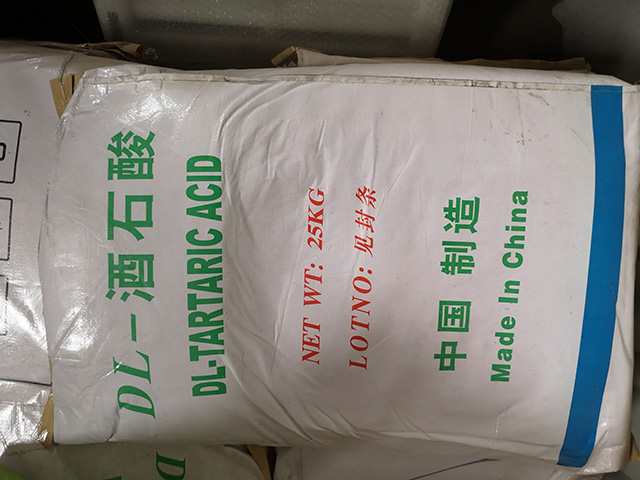 DL-酒石酸
DL-TARTARIC ACID
NET WT: 25KG
LOTNO: 见封条
中国 制造
Made In China